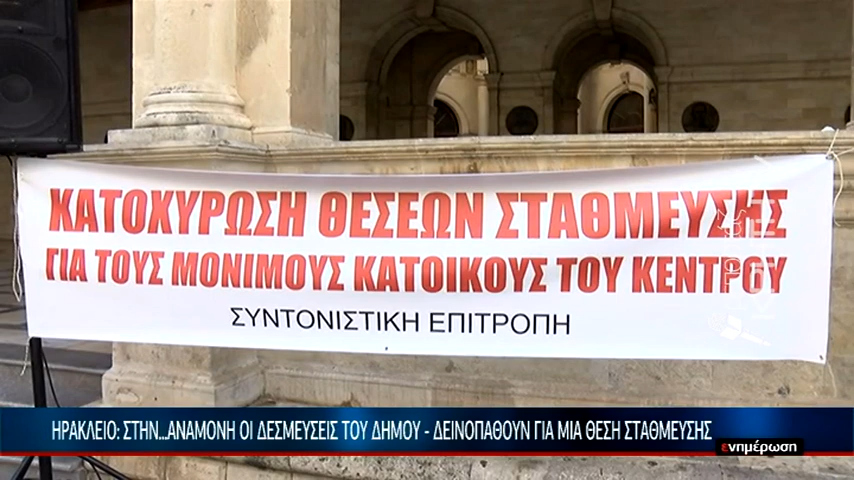 ΚΑΤΟΧΥΡΩΣΗ ΘΕΣΕΩΝ ΣΤΑΘΜΕΥΣΗΣ
ΓΙΑ ΤΟΥΣ ΜΟΝΙΜΟΥΣ ΚΑΤΟΙΚΟΥΣ ΤΟΥ ΚΕΝΤΡΟΥ
ΣΥΝΤΟΝΙΣΤΙΚΗ ΕΠΙΤΡΟΠΗ
ΗΡΑΚΛΕΙΟ: ΣΤΗΝ...ΑΝΑΜΟΝΗ ΟΙ ΔΕΣΜΕΥΣΕΙΣ ΤΟΥ ΔΗΜΟΥ - ΔΕΙΝΟΠΑΘΟΥΝ ΓΙΑ ΜΙΑ ΘΕΣΗ ΣΤΑΘΜΕΥΣΗΣ
ενημέρωση